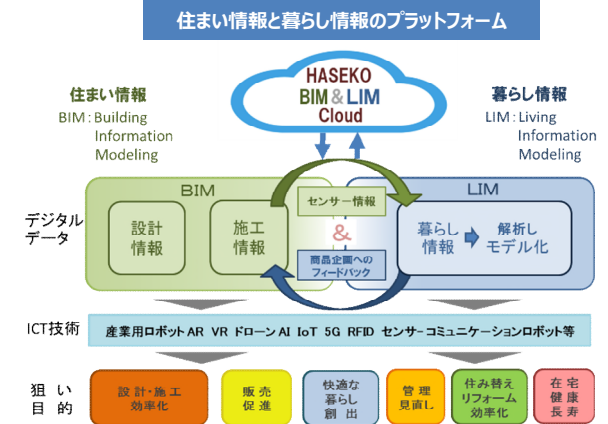 住まい情報と暮らし情報のプラットフォーム
HASEKO
BIM&LIM
Cloud
住まい情報
BIM：Building
Information
Modeling
暮らし情報
LIM：Living
Information
Modeling
デジタル
データ
BIM
設計
情報
施工
情報
センサー情報
&
商品企画への
フィードバック
LIM
暮らし
情報
解析し
モデル化
ICT技術
産業用ロボット AR VR ドローン AI IoT 5G RFID センサーコミュニケーションロボット等
狙い
目的
設計・施工
効率化
販売
促進
快適な
暮らし
創出
管理
見直し
住み替え
リフォーム
効率化
在宅
健康
長寿